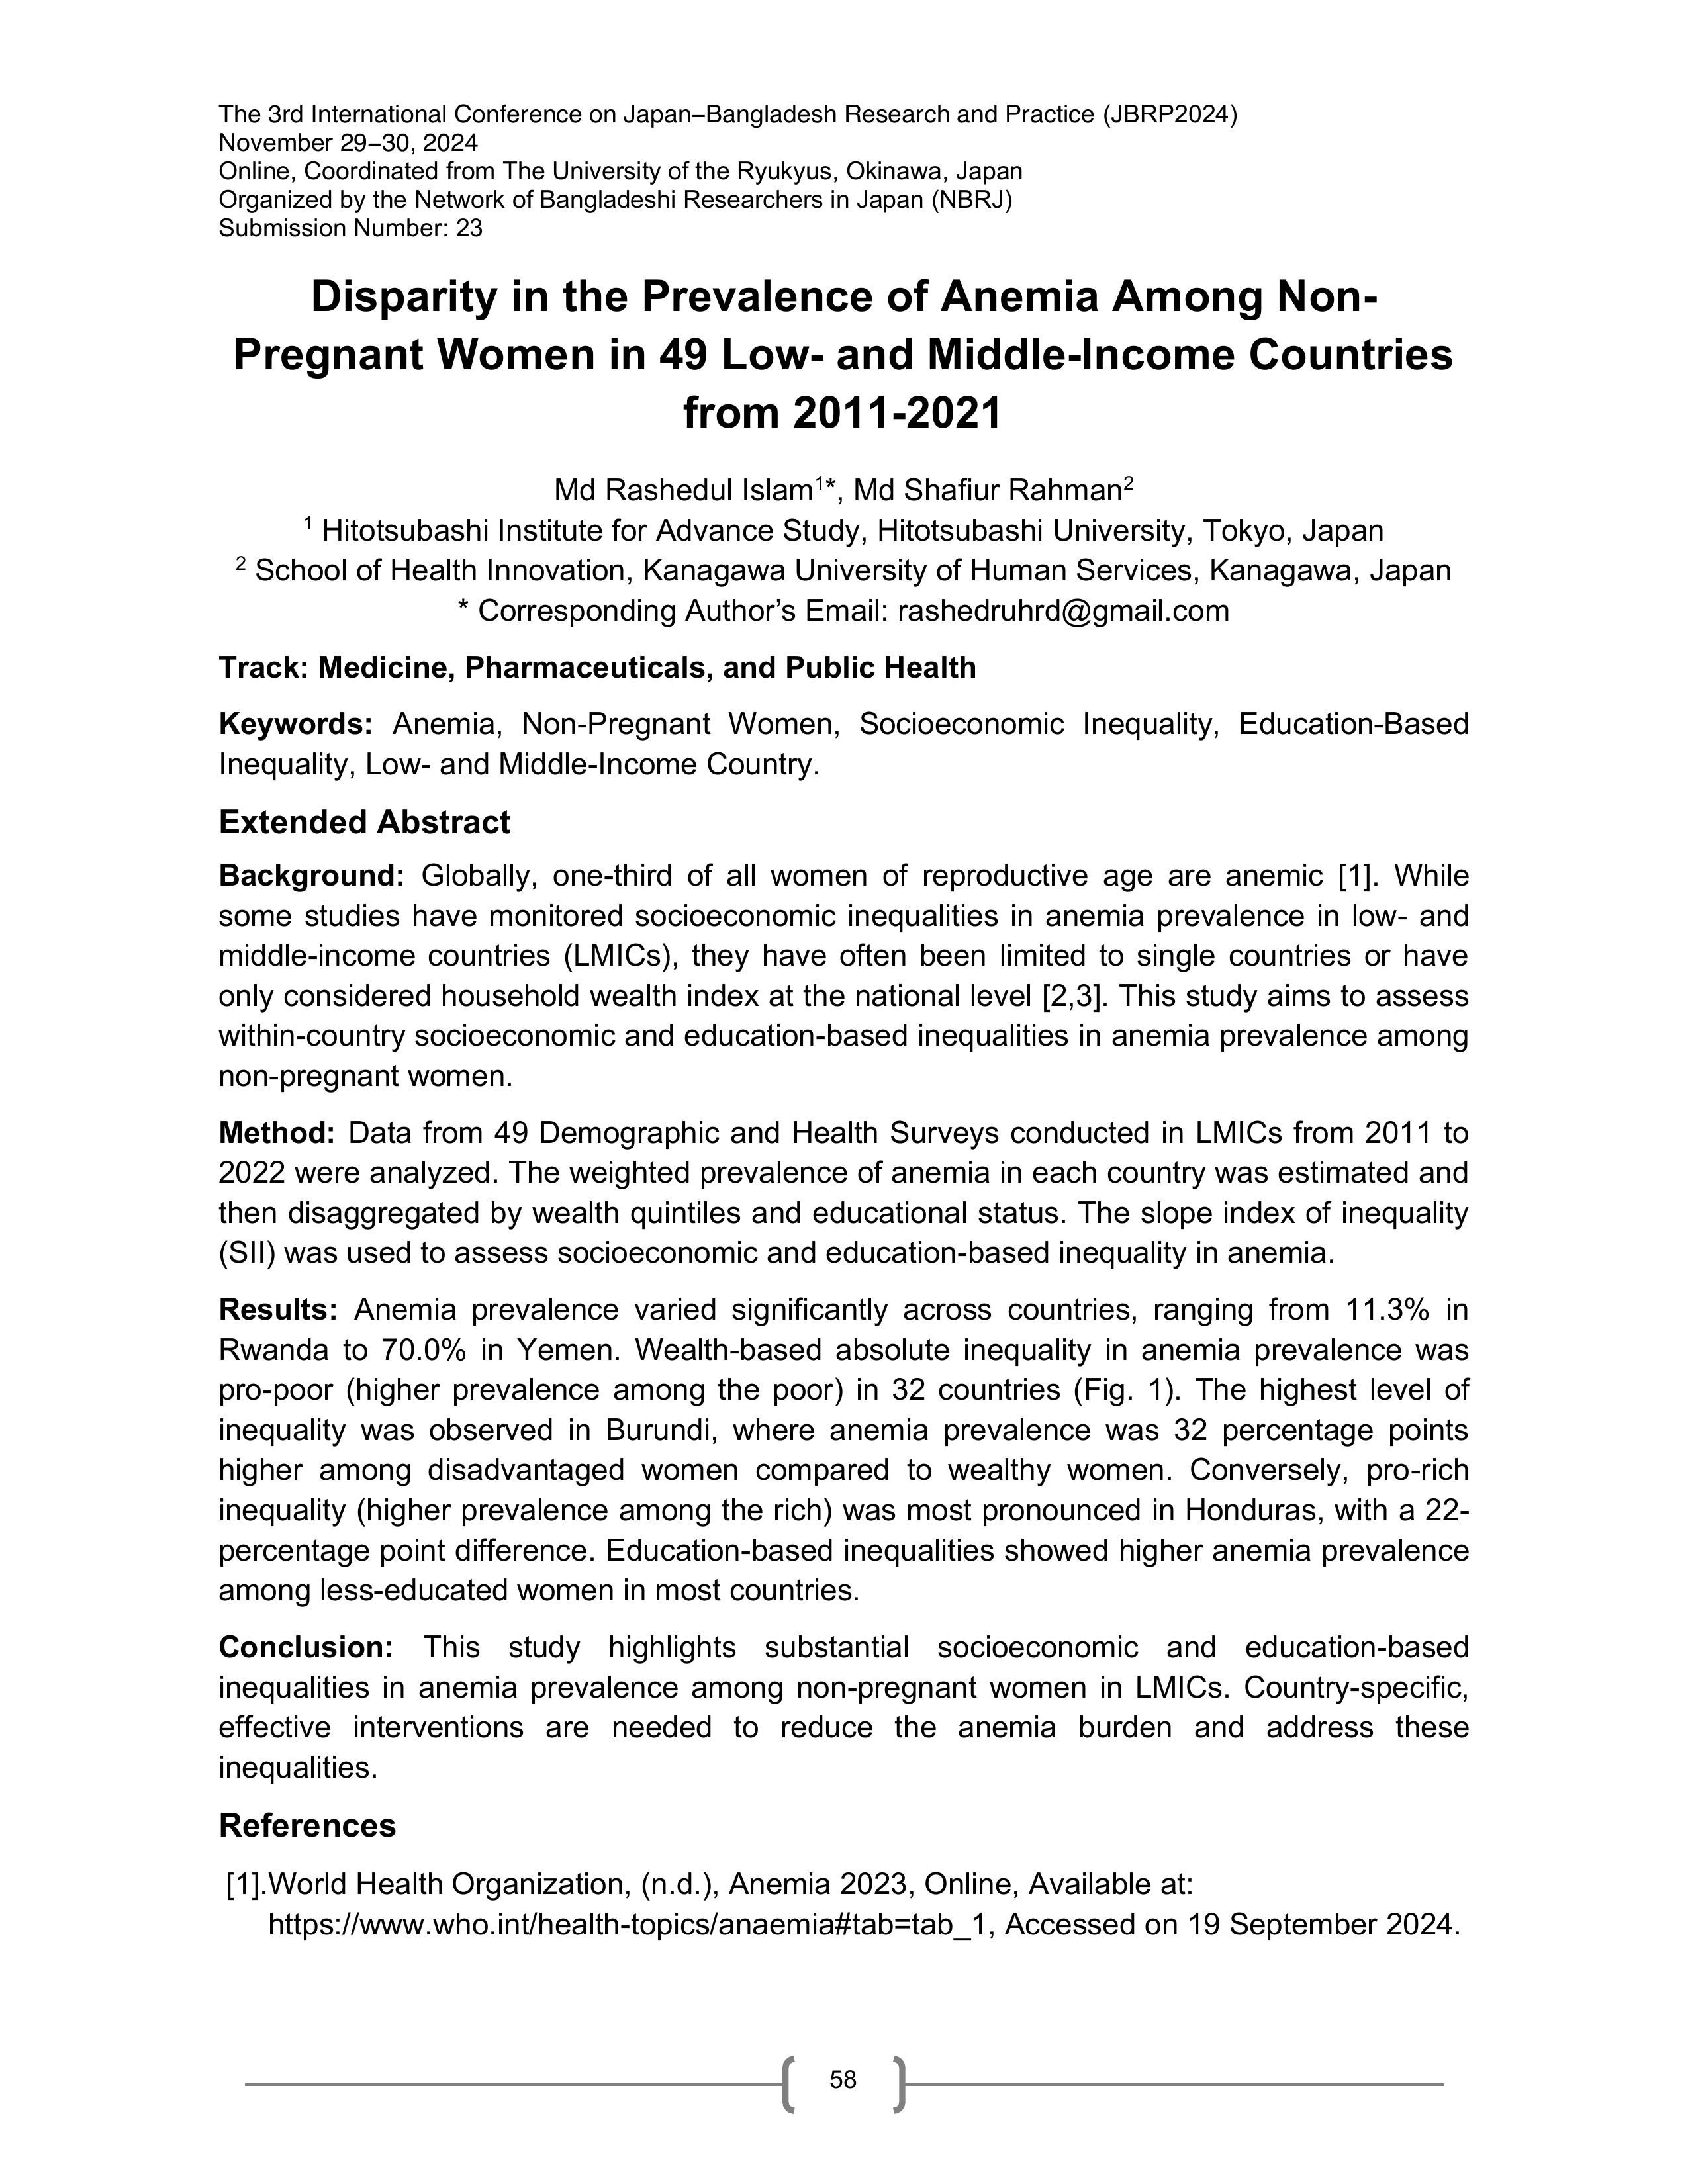 The 3rd International Conference on Japan–Bangladesh Research and Practice (JBRP2024)
November 29–30, 2024
Online, Coordinated from The University of the Ryukyus, Okinawa, Japan
Organized by the Network of Bangladeshi Researchers in Japan (NBRJ)
Submission Number: 23
Disparity in the Prevalence of Anemia Among Non-
Pregnant Women in 49 Low- and Middle-Income Countries
from 2011-2021
Md Rashedul Islam¹*, Md Shafiur Rahman²
¹ Hitotsubashi Institute for Advance Study, Hitotsubashi University, Tokyo, Japan
² School of Health Innovation, Kanagawa University of Human Services, Kanagawa, Japan
* Corresponding Author’s Email: rashedruhrd@gmail.com
Track: Medicine, Pharmaceuticals, and Public Health
Keywords: Anemia, Non-Pregnant Women, Socioeconomic Inequality, Education-Based
Inequality, Low- and Middle-Income Country.
Extended Abstract
Background: Globally, one-third of all women of reproductive age are anemic [1]. While
some studies have monitored socioeconomic inequalities in anemia prevalence in low- and
middle-income countries (LMICs), they have often been limited to single countries or have
only considered household wealth index at the national level [2,3]. This study aims to assess
within-country socioeconomic and education-based inequalities in anemia prevalence among
non-pregnant women.
Method: Data from 49 Demographic and Health Surveys conducted in LMICs from 2011 to
2022 were analyzed. The weighted prevalence of anemia in each country was estimated and
then disaggregated by wealth quintiles and educational status. The slope index of inequality
(SII) was used to assess socioeconomic and education-based inequality in anemia.
Results: Anemia prevalence varied significantly across countries, ranging from 11.3% in
Rwanda to 70.0% in Yemen. Wealth-based absolute inequality in anemia prevalence was
pro-poor (higher prevalence among the poor) in 32 countries (Fig. 1). The highest level of
inequality was observed in Burundi, where anemia prevalence was 32 percentage points
higher among disadvantaged women compared to wealthy women. Conversely, pro-rich
inequality (higher prevalence among the rich) was most pronounced in Honduras, with a 22-
percentage point difference. Education-based inequalities showed higher anemia prevalence
among less-educated women in most countries.
Conclusion: This study highlights substantial socioeconomic and education-based
inequalities in anemia prevalence among non-pregnant women in LMICs. Country-specific,
effective interventions are needed to reduce the anemia burden and address these
inequalities.
References
[1].World Health Organization, (n.d.), Anemia 2023, Online, Available at:
https://www.who.int/health-topics/anaemia#tab=tab_1, Accessed on 19 September 2024.
58